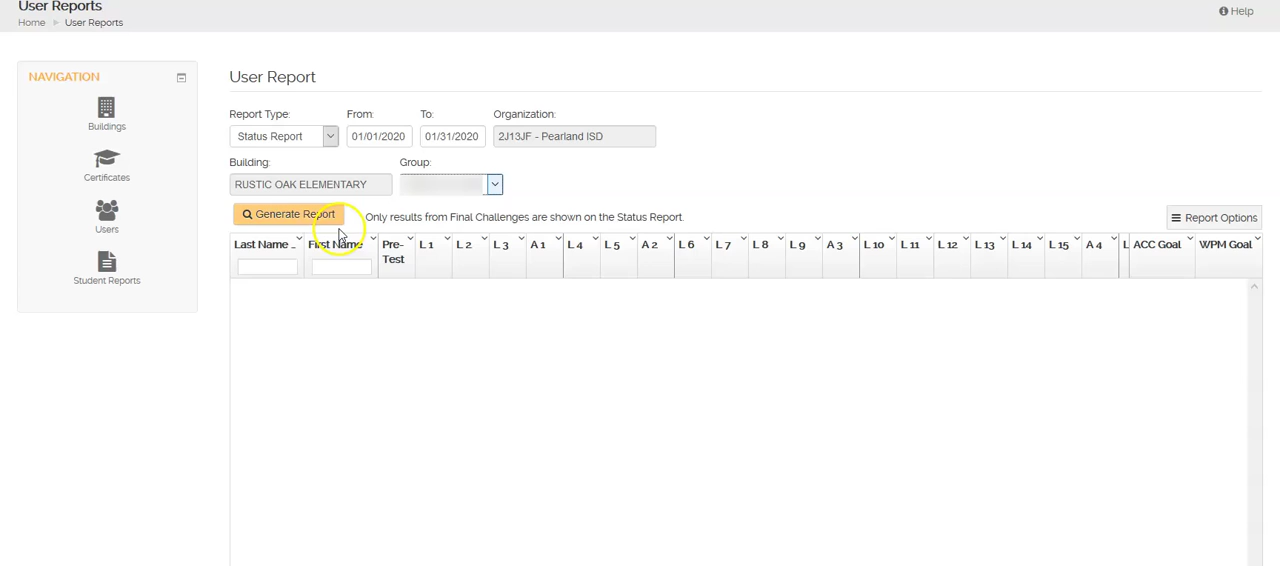 User Reports
Home User Reports
Help
NAVIGATION
Buildings
Certificates
Users
Student Reports
User Report
Report Type: From: To: Organization:
Status Report 01/01/2020 01/31/2020 2J13JF - Pearland ISD
Building: Group:
RUSTIC OAK ELEMENTARY
Generate Report Only results from Final Challenges are shown on the Status Report. Report Options
Last Name First Name Pre-Test L 1 L 2 L 3 A 1 L 4 L 5 A 2 L 6 L 7 L 8 L 9 A 3 L 10 L 11 L 12 L 13 L 14 L 15 A 4 L ACC Goal WPM Goal